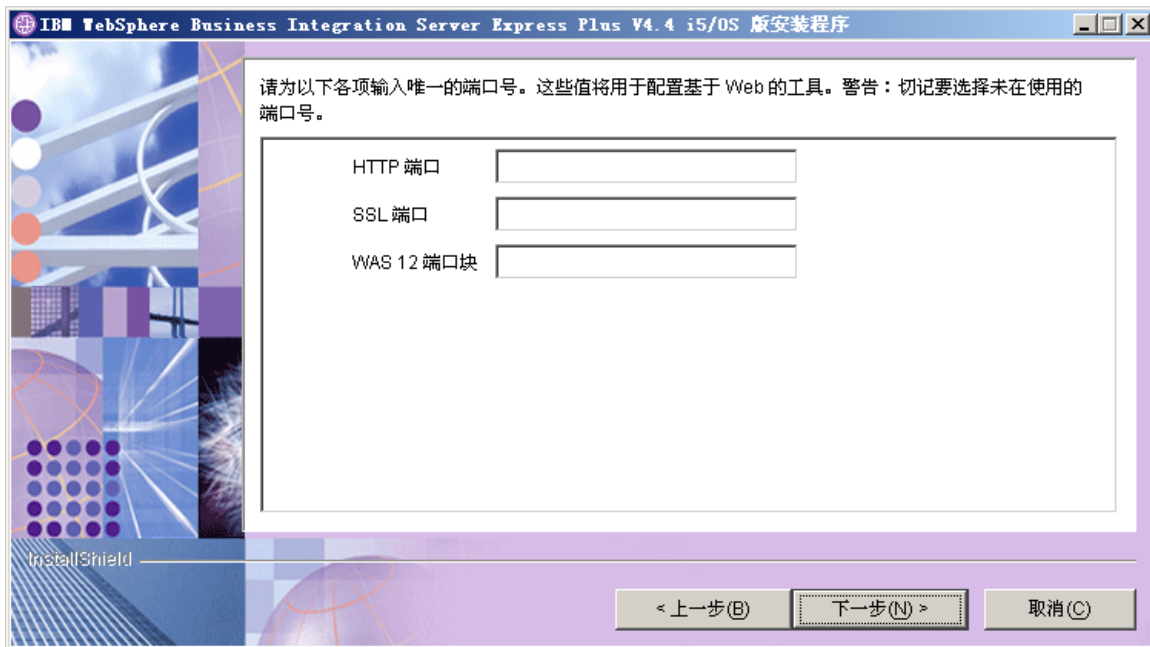 IBM WebSphere Business Integration Server Express Plus V4.4 i5/OS 版安装程序
请为以下各项输入唯一的端口号。这些值将用于配置基于 Web 的工具。警告：切记要选择未在使用的
端口号。
HTTP 端口
SSL 端口
WAS 12 端口块
InstallShield
< 上一步(B)
下一步(N) >
取消(C)